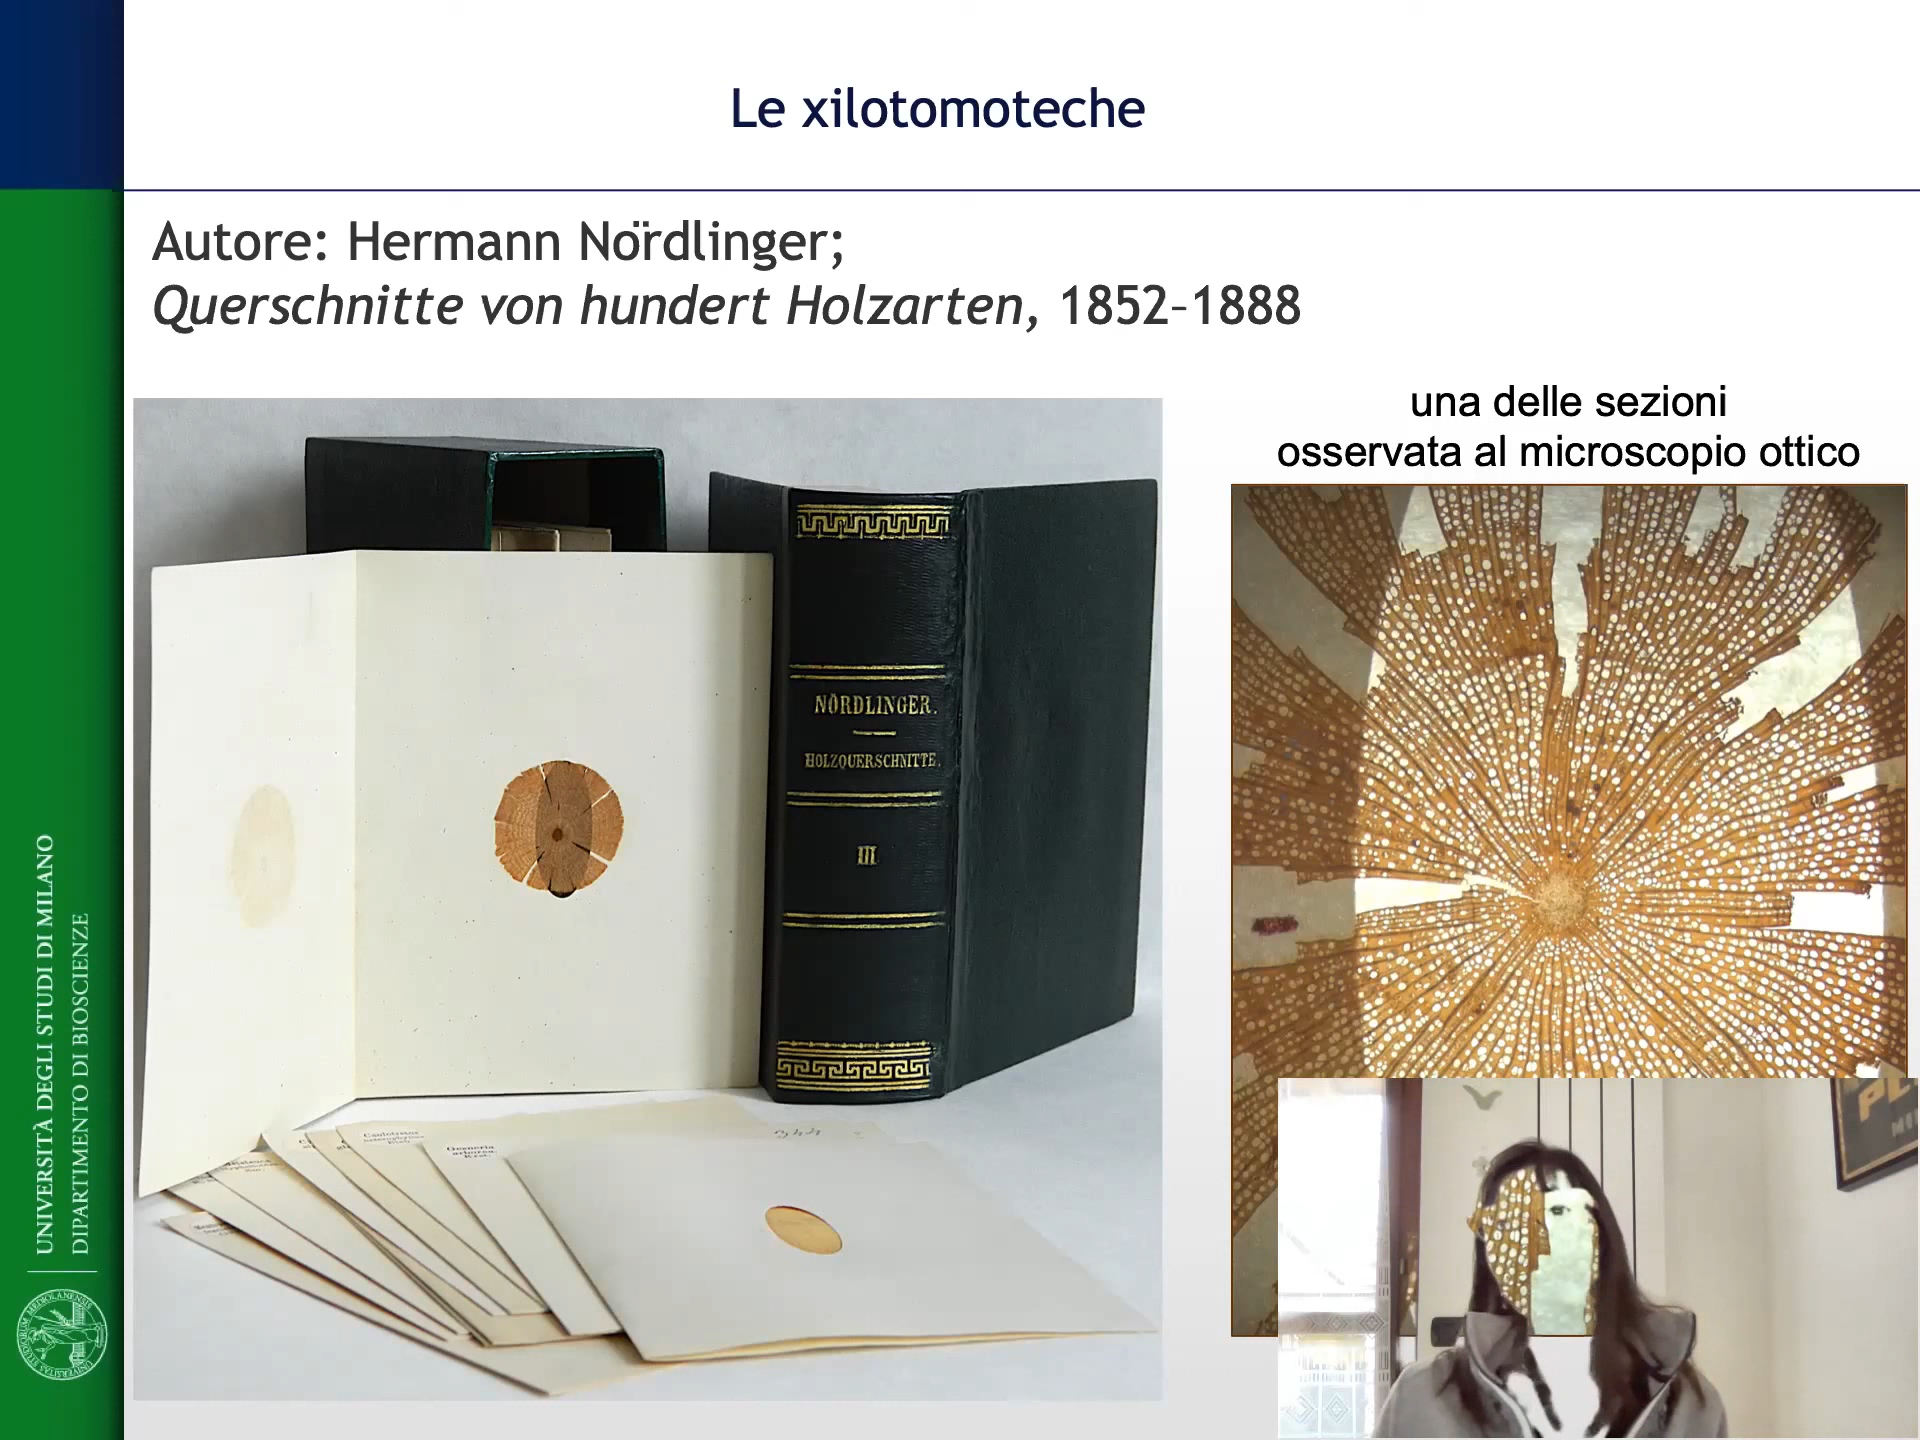 Le xilotomoteche
Autore: Hermann Nördlinger;
Querschnitte von hundert Holzarten, 1852–1888
una delle sezioni
osservata al microscopio ottico
NÖRDLINGER.
HOLZQUERSCHNITTE.
III
Gesneria
UNIVERSITÀ DEGLI STUDI DI MILANO
DIPARTIMENTO DI BIOSCIENZE